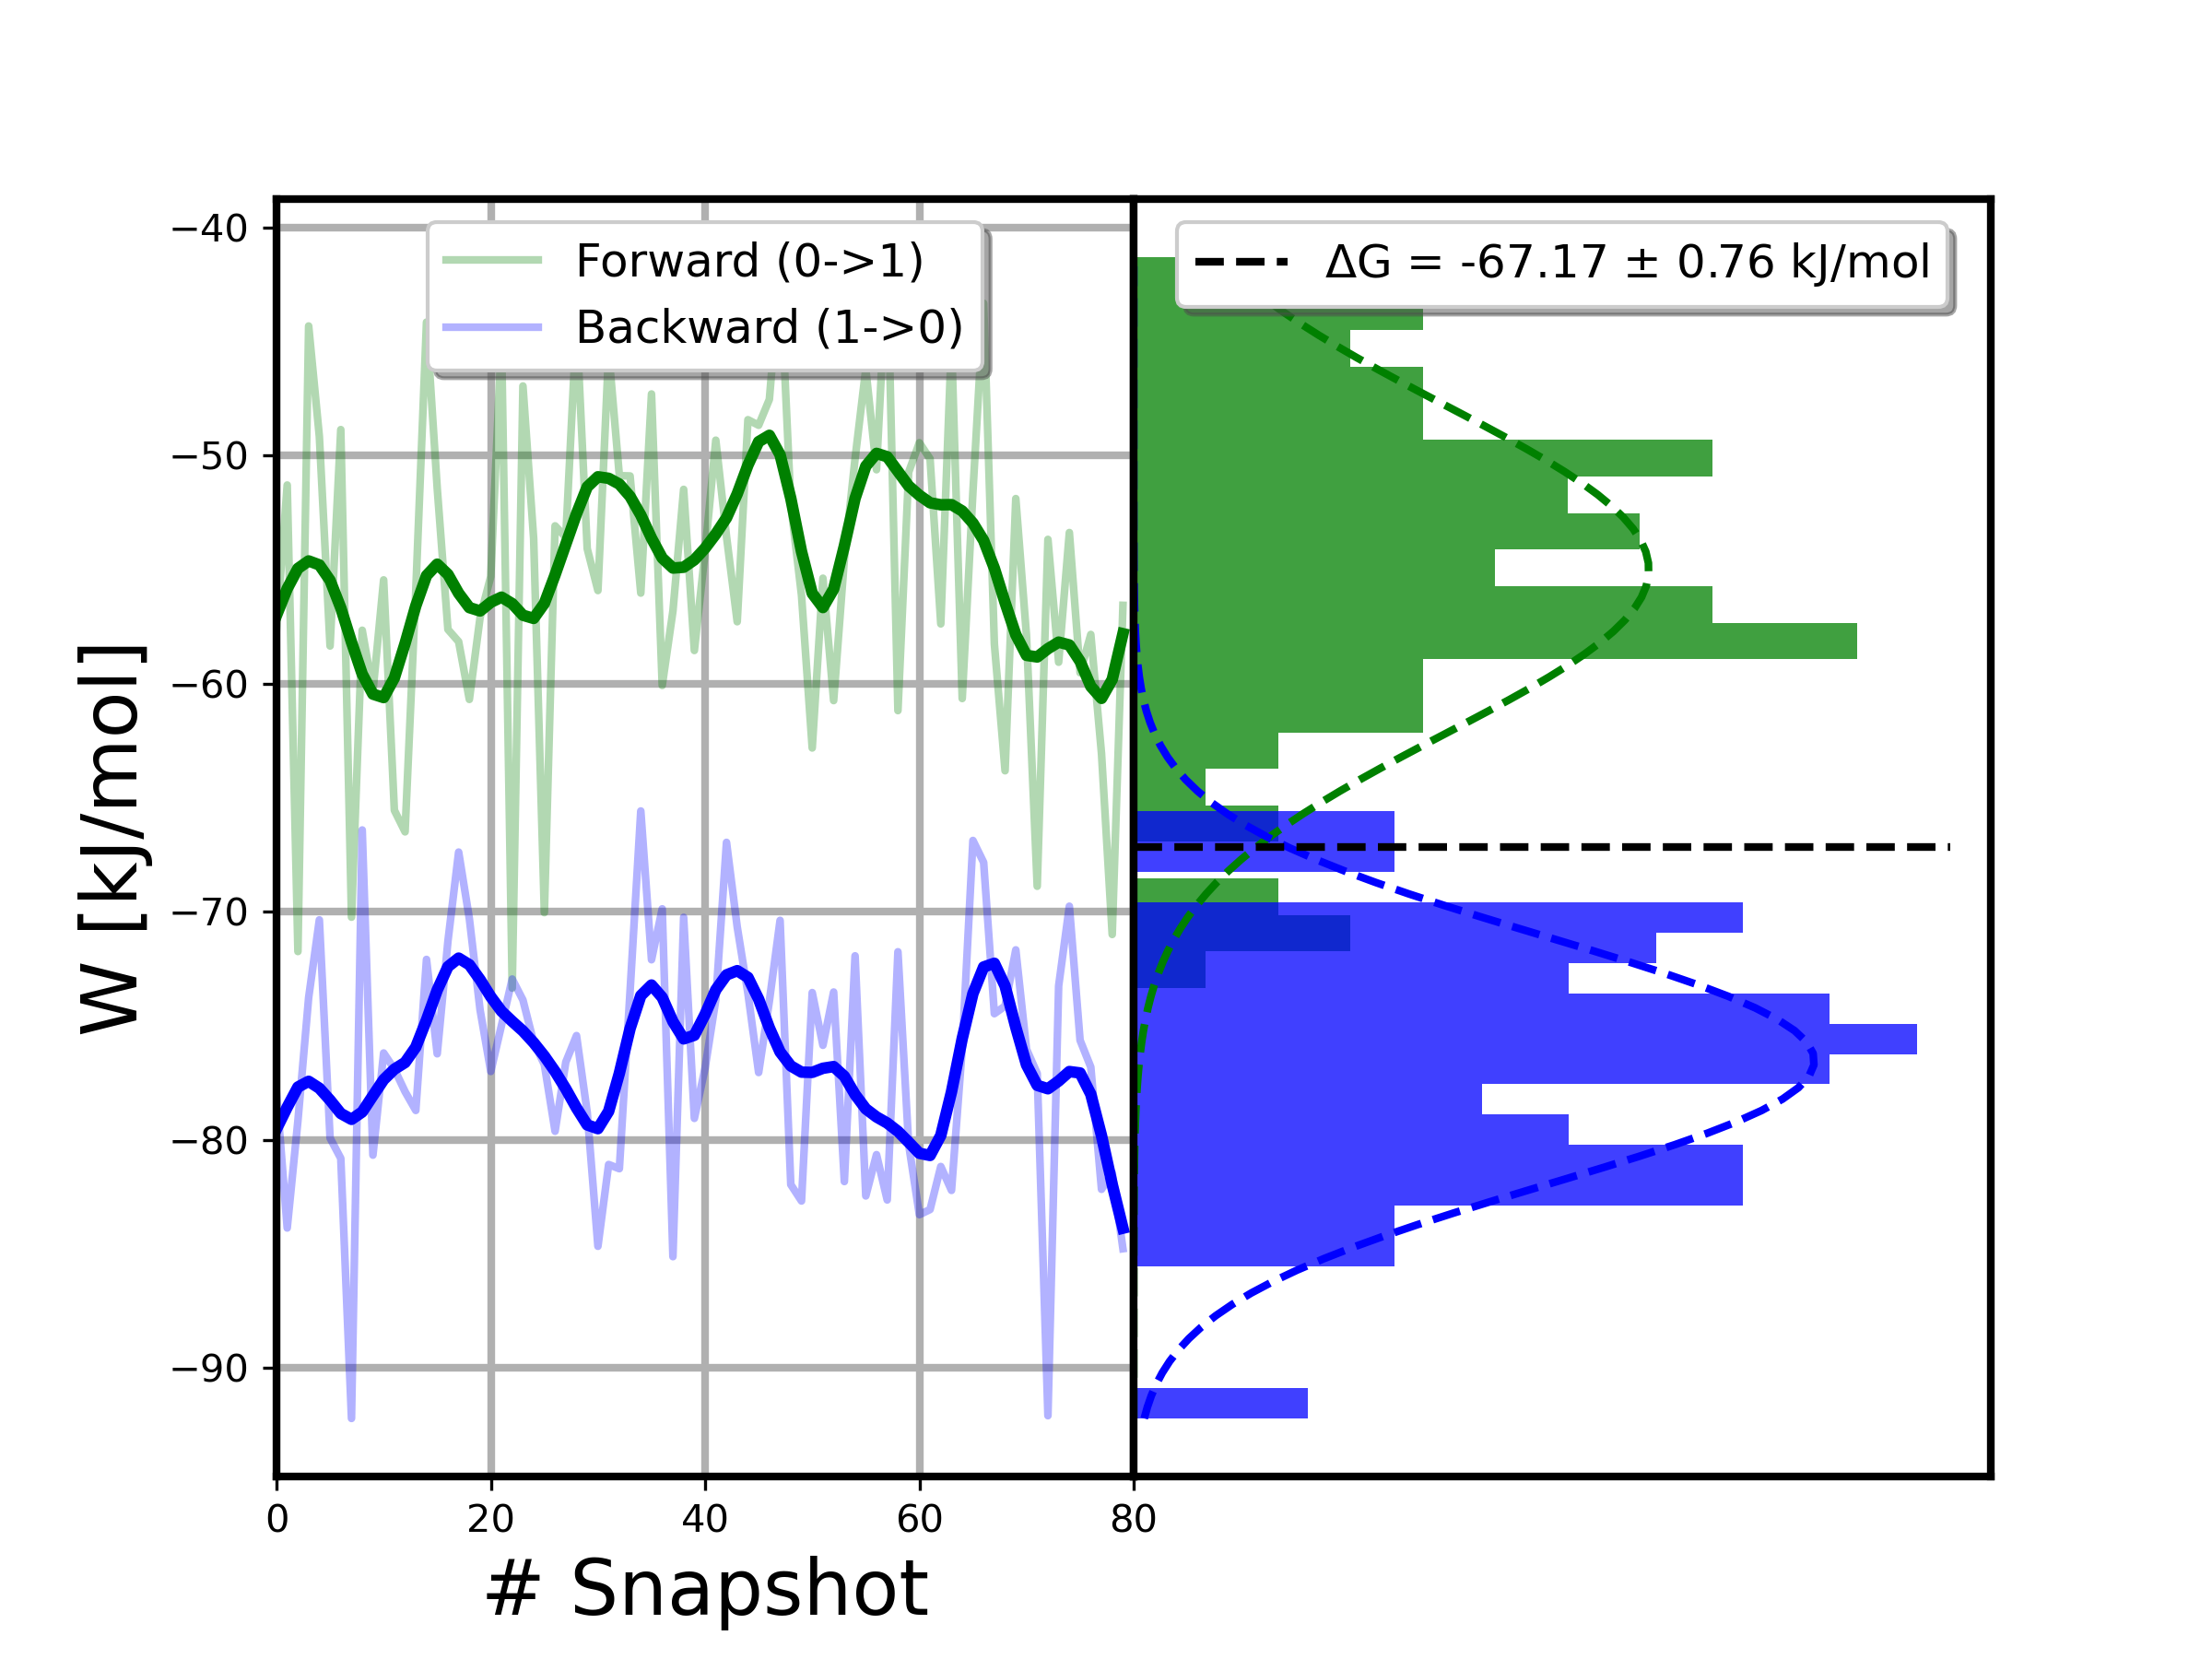 Forward (0->1)
Backward (1->0)
ΔG = -67.17 ± 0.76 kJ/mol
W [kJ/mol]
−40
−50
−60
−70
−80
−90
0 20 40 60 80
# Snapshot